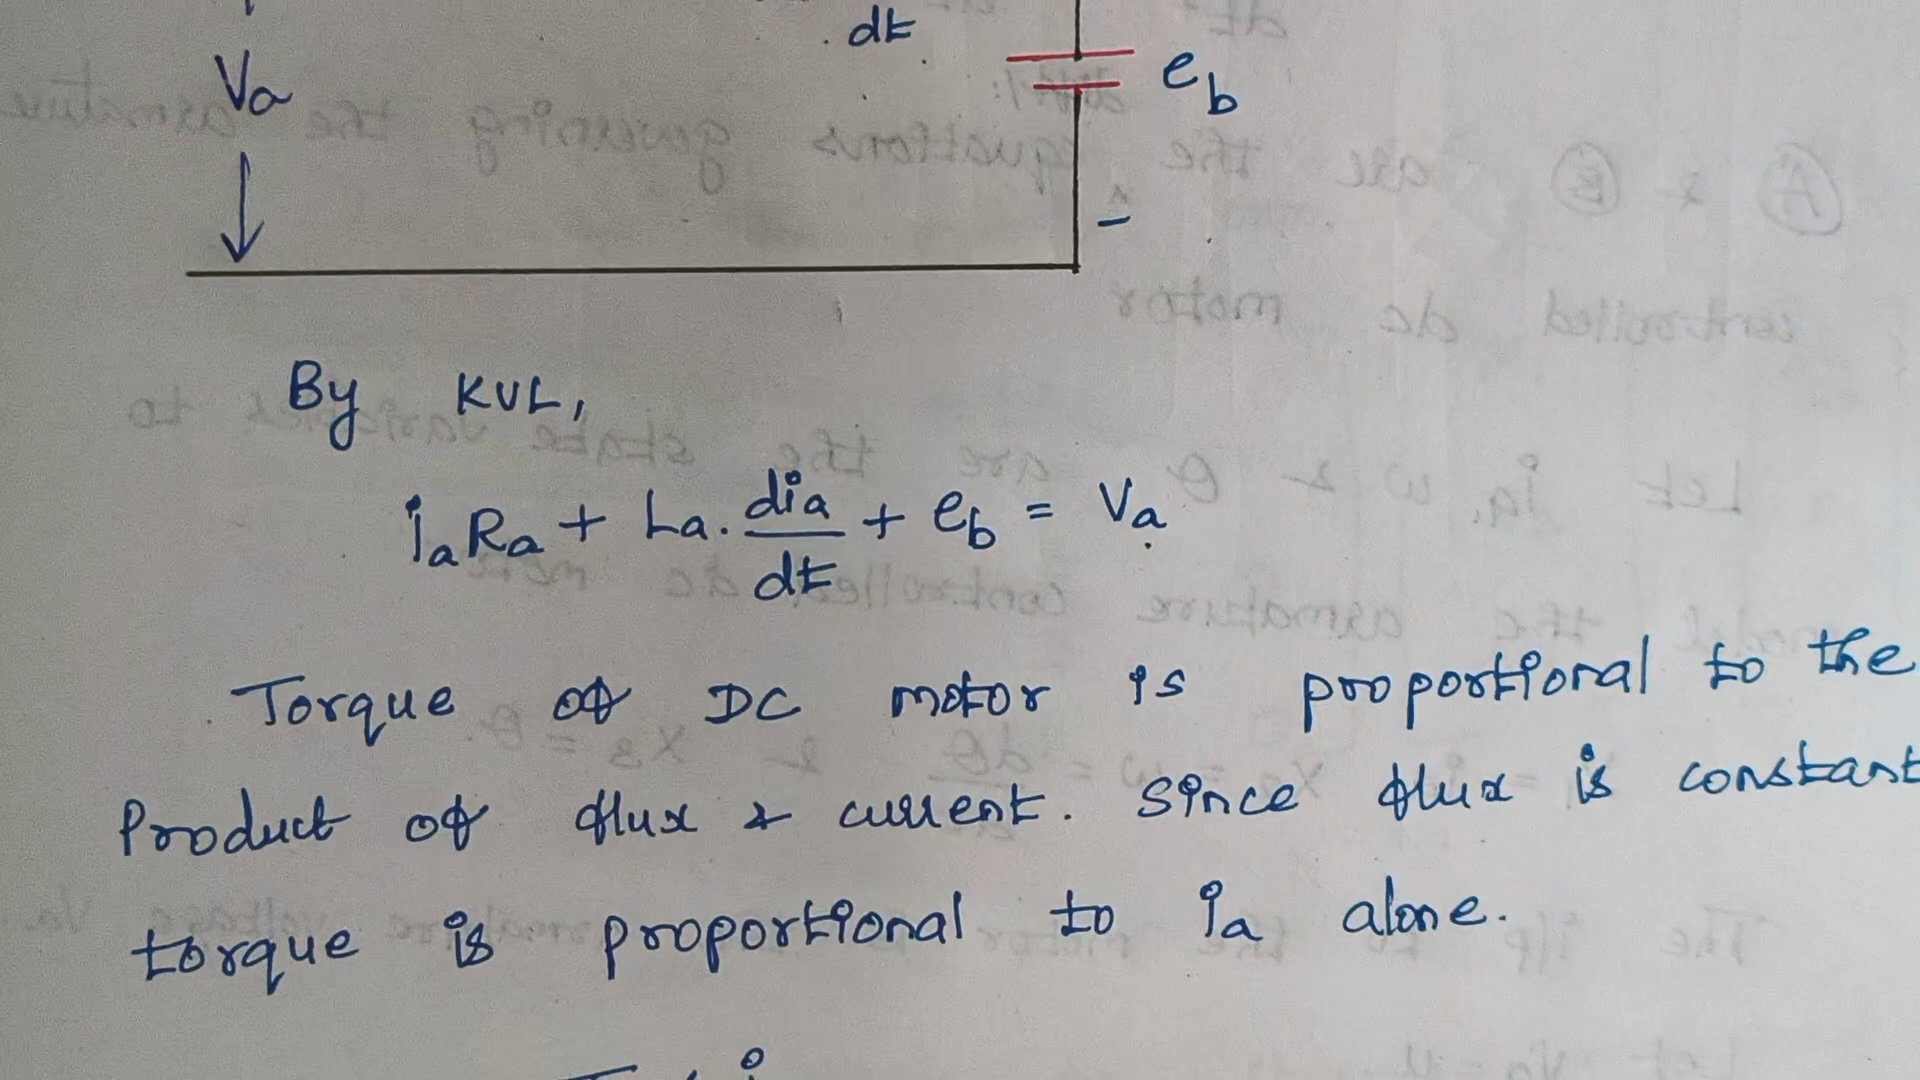 . dt
Va
eb
-
By KVL,
iaRa + La. dia/dt + eb = Va
Torque of DC motor is proportional to the
Product of flux & current. Since flux is constant
torque is proportional to ia alone.